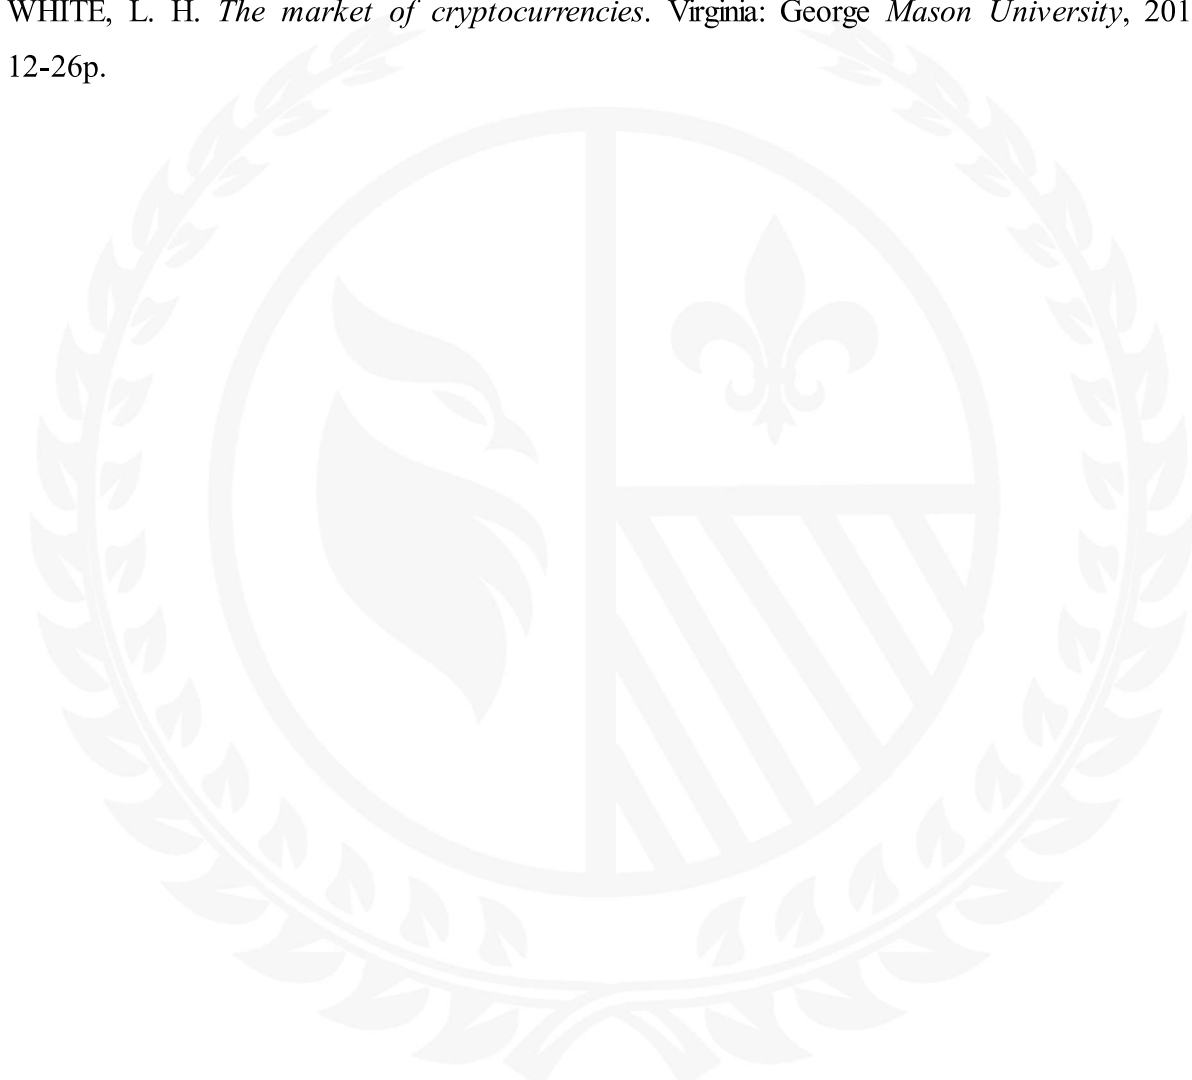 WHITE, L. H. The market of cryptocurrencies. Virginia: George Mason University, 201
12-26p.